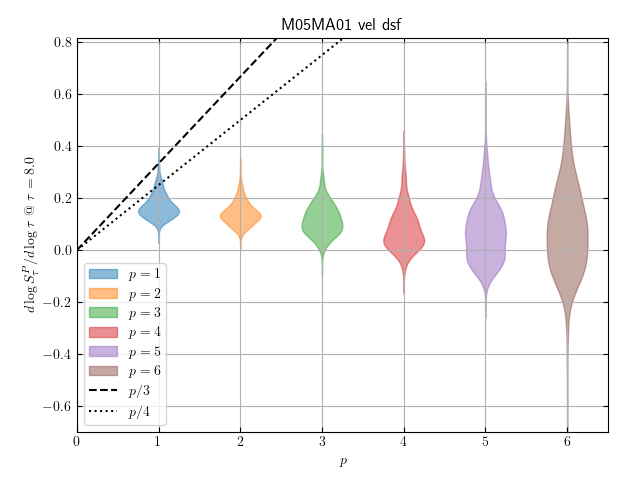 M05MA01 vel dsf
d log S_τ^P / d log τ @ τ = 8.0
0.8
0.6
0.4
0.2
0.0
−0.2
−0.4
−0.6
p = 1
p = 2
p = 3
p = 4
p = 5
p = 6
p/3
p/4
0 1 2 3 4 5 6
p